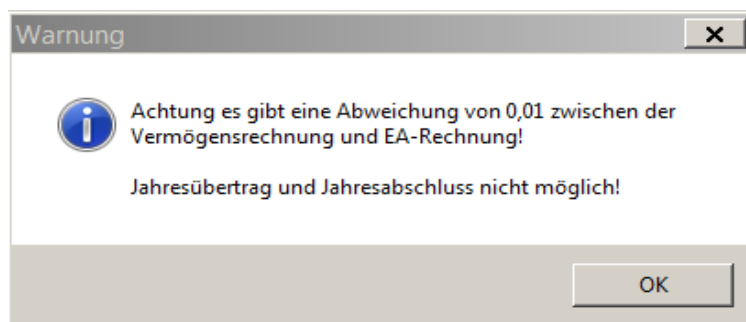 Warnung
Achtung es gibt eine Abweichung von 0,01 zwischen der
Vermögensrechnung und EA-Rechnung!
Jahresübertrag und Jahresabschluss nicht möglich!
OK